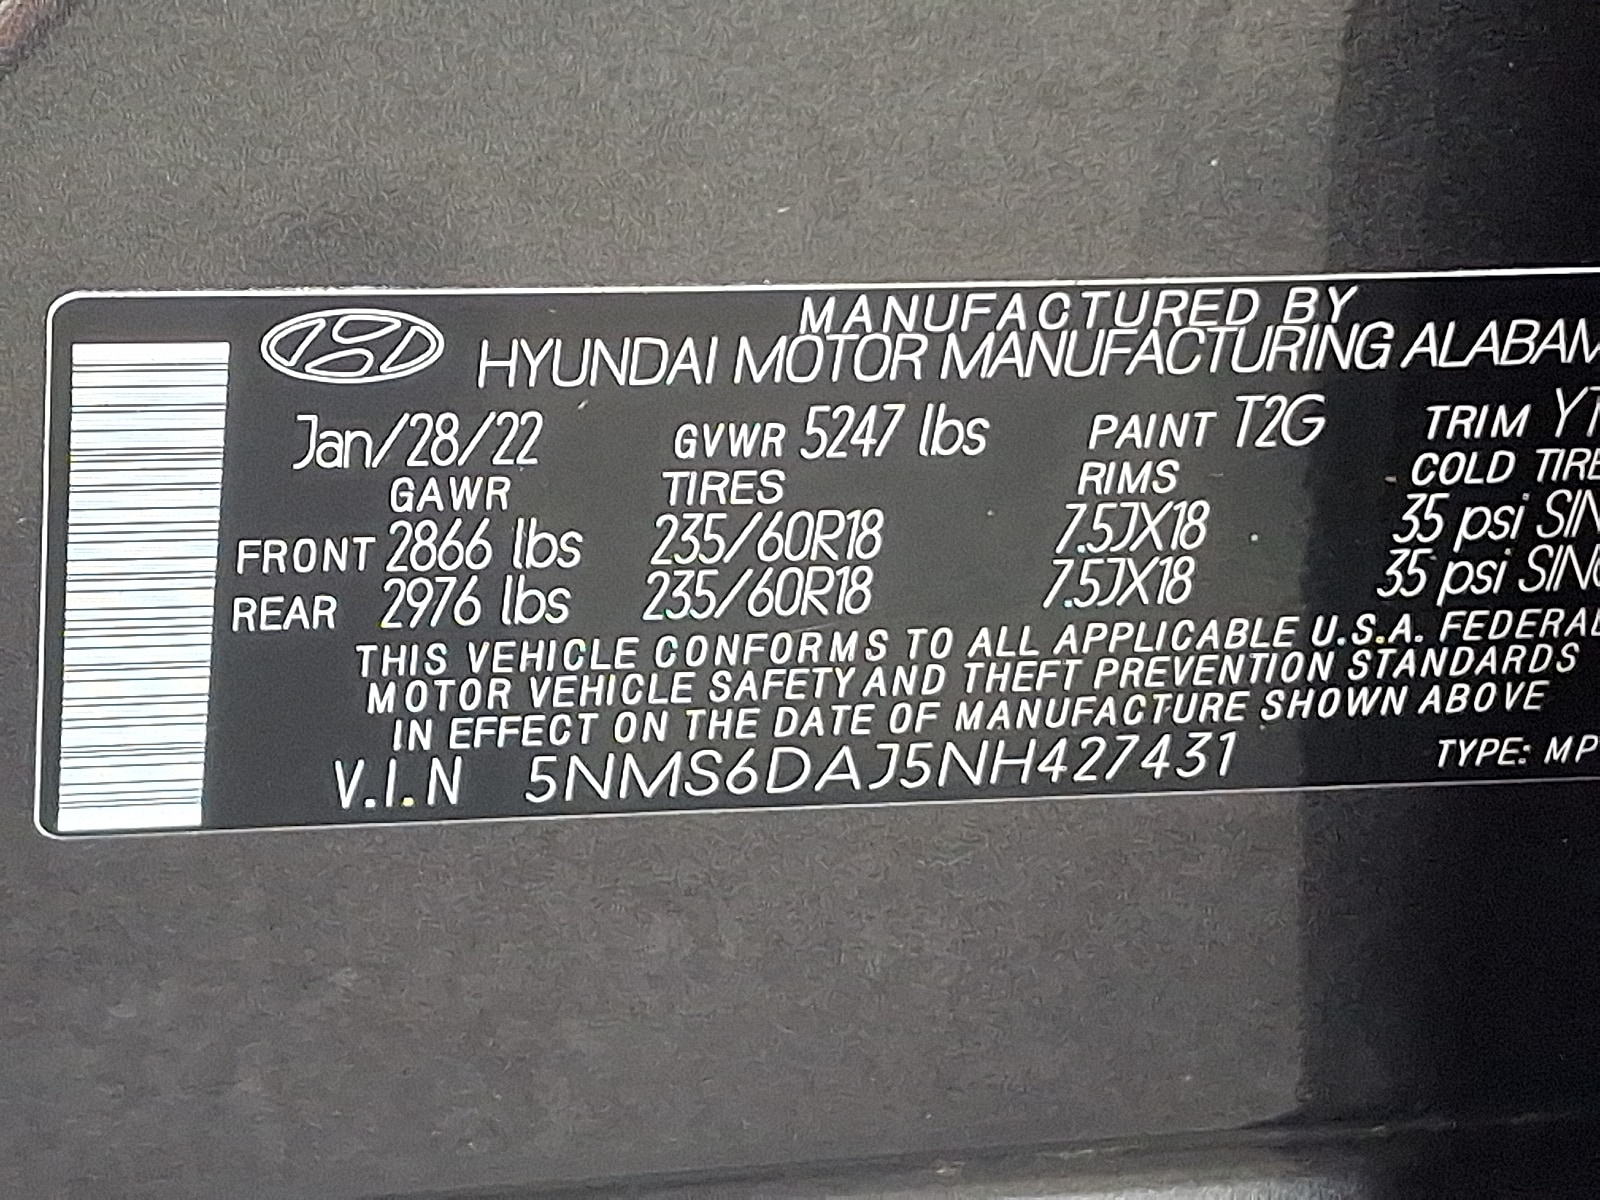 MANUFACTURED BY
HYUNDAI MOTOR MANUFACTURING ALABAM
Jan/28/22 GVWR 5247 lbs PAINT T2G TRIM YT
GAWR TIRES RIMS COLD TIRE
FRONT 2866 lbs 235/60R18 7.5JX18 35 psi SIN
REAR 2976 lbs 235/60R18 7.5JX18 35 psi SING
THIS VEHICLE CONFORMS TO ALL APPLICABLE U.S.A. FEDERAL
MOTOR VEHICLE SAFETY AND THEFT PREVENTION STANDARDS
IN EFFECT ON THE DATE OF MANUFACTURE SHOWN ABOVE
V.I.N 5NMS6DAJ5NH427431 TYPE: MP